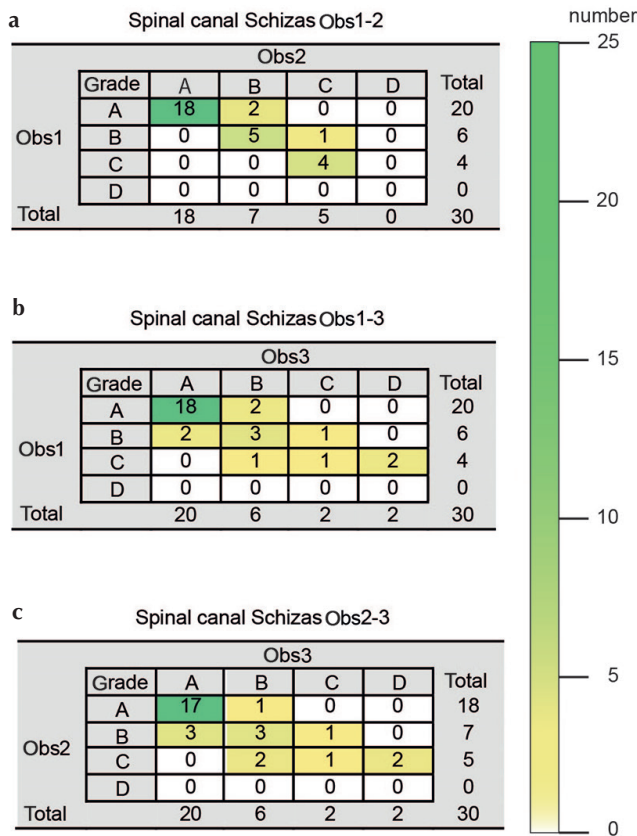 a Spinal canal Schizas Obs1-2
Obs2
Grade A B C D Total
A 18 2 0 0 20
Obs1 B 0 5 1 0 6
C 0 0 4 0 4
D 0 0 0 0 0
Total 18 7 5 0 30
b Spinal canal Schizas Obs1-3
Obs3
Grade A B C D Total
A 18 2 0 0 20
Obs1 B 2 3 1 0 6
C 0 1 1 2 4
D 0 0 0 0 0
Total 20 6 2 2 30
c Spinal canal Schizas Obs2-3
Obs3
Grade A B C D Total
A 17 1 0 0 18
Obs2 B 3 3 1 0 7
C 0 2 1 2 5
D 0 0 0 0 0
Total 20 6 2 2 30
number
25
20
15
10
5
0